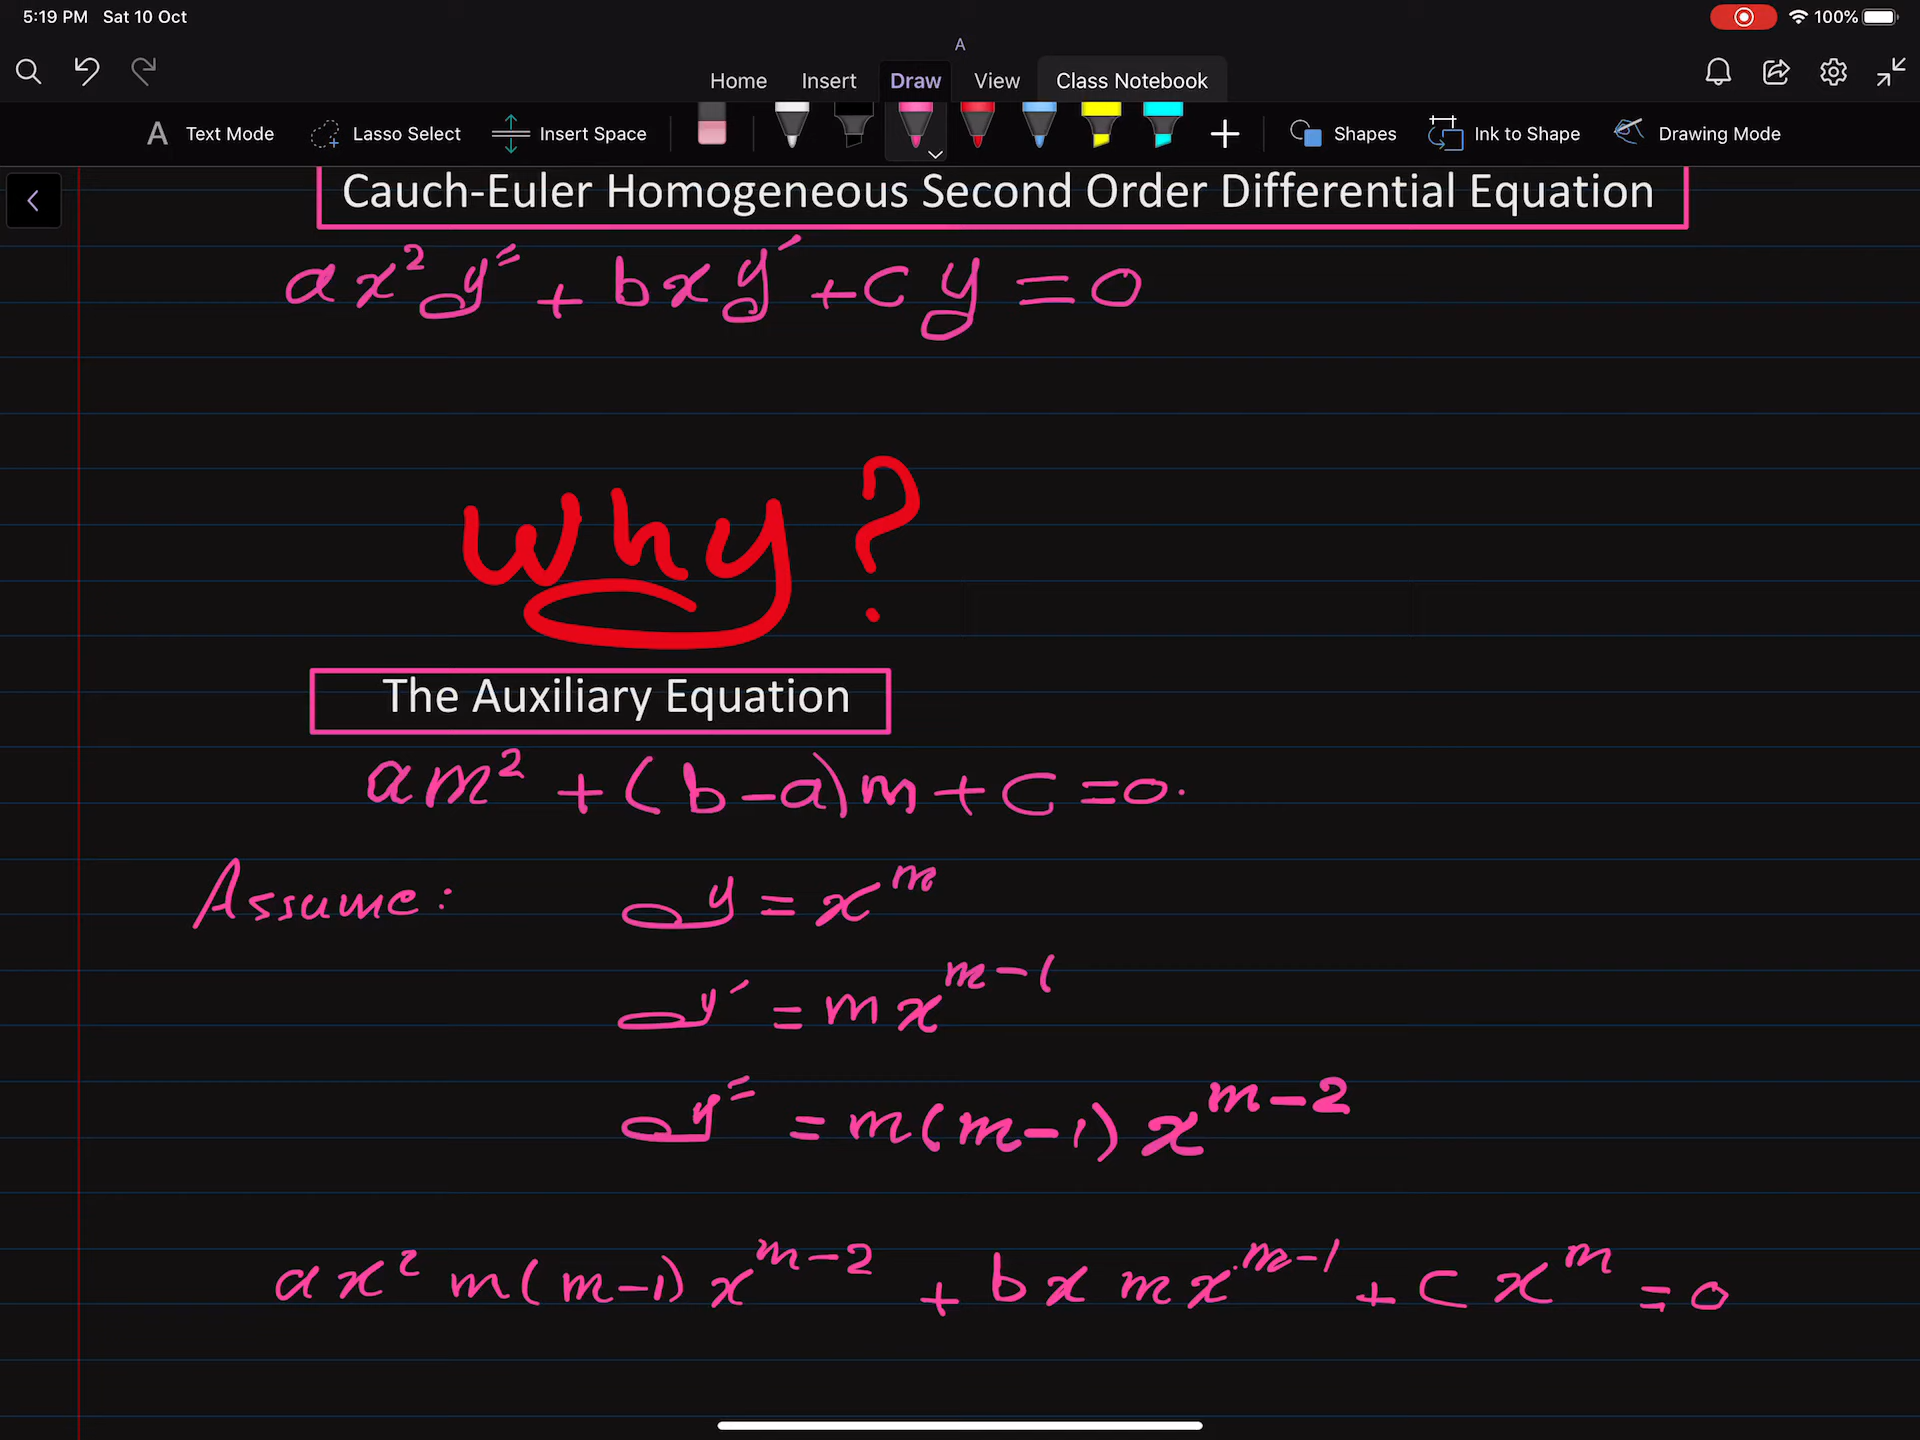 5:19 PM Sat 10 Oct 100%
A
Home Insert Draw View Class Notebook
A Text Mode Lasso Select Insert Space Shapes Ink to Shape Drawing Mode
Cauch-Euler Homogeneous Second Order Differential Equation
ax²y″ + bxy′ + cy = 0
Why?
The Auxiliary Equation
am² + (b-a)m + c = 0.
Assume: y = x^m
y′ = mx^(m-1)
y″ = m(m-1) x^(m-2)
ax² m(m-1) x^(m-2) + bx mx^(m-1) + c x^m = 0